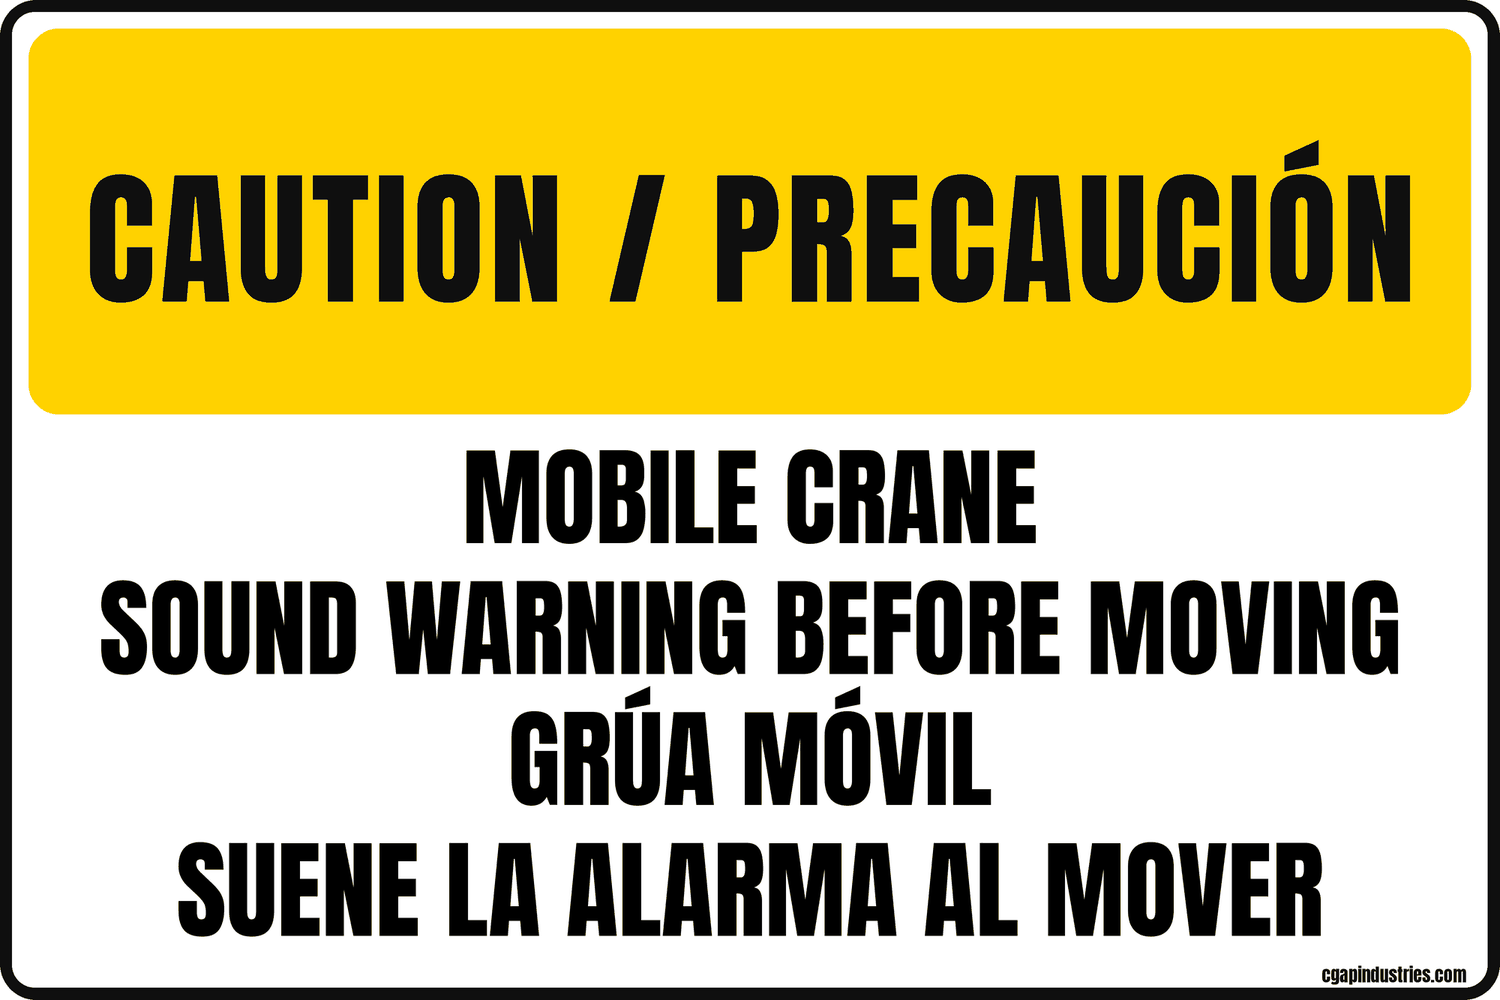 CAUTION / PRECAUCIÓN
MOBILE CRANE
SOUND WARNING BEFORE MOVING
GRÚA MÓVIL
SUENE LA ALARMA AL MOVER
cgapindustries.com